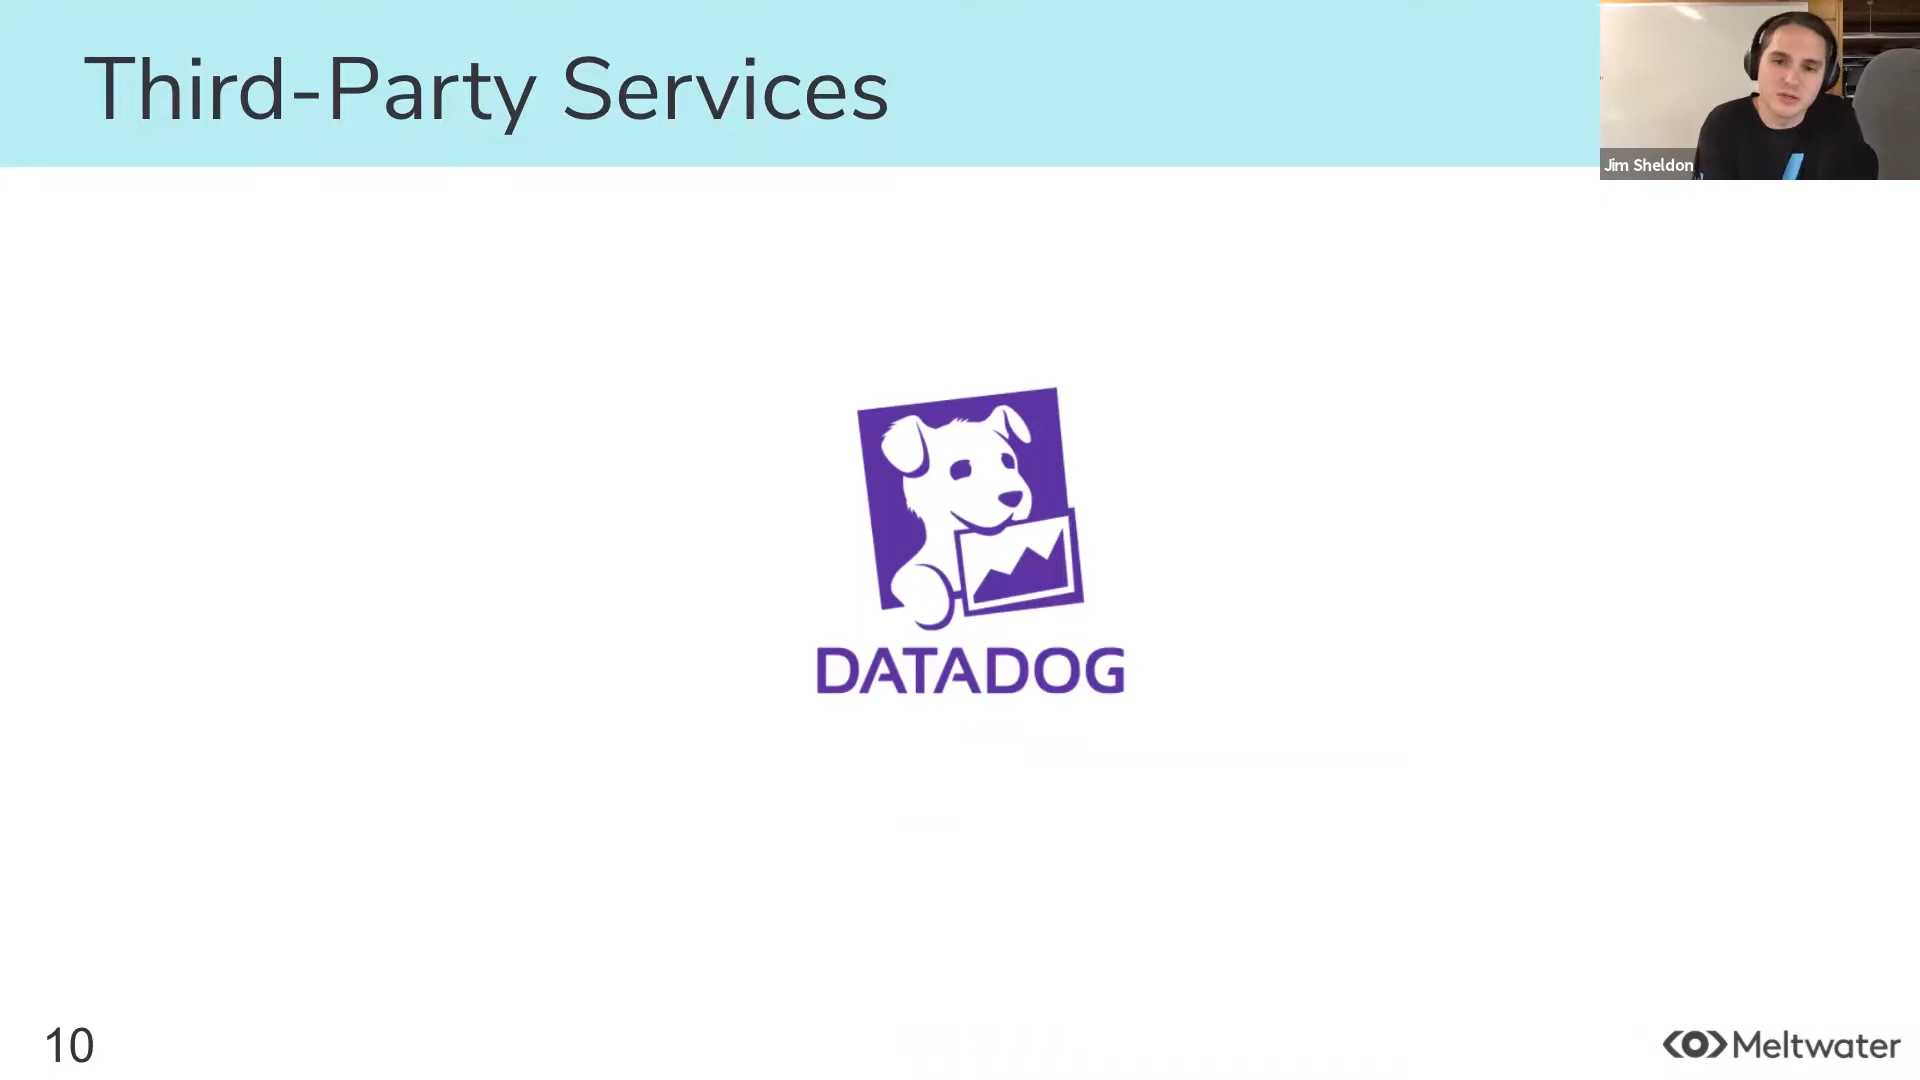 Third-Party Services
Jim Sheldon
DATADOG
10
Meltwater